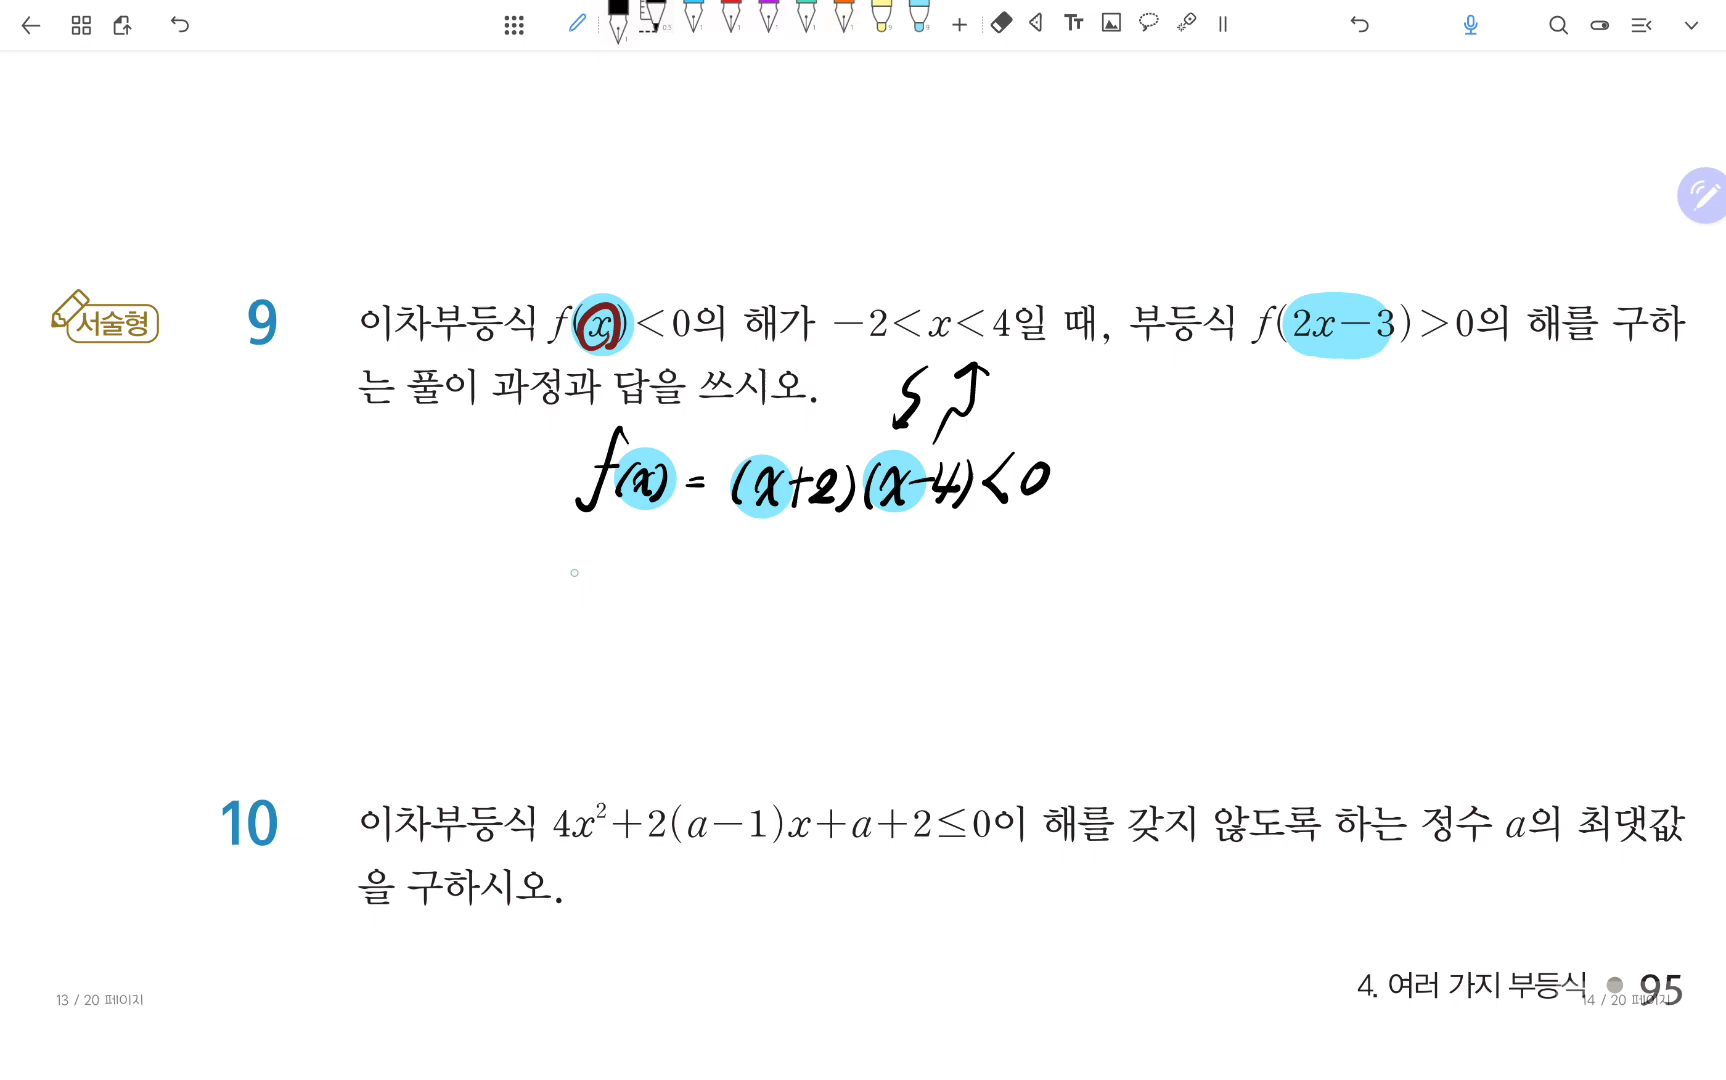 서술형
9 이차부등식 f(x)<0의 해가 -2<x<4일 때, 부등식 f(2x-3)>0의 해를 구하
는 풀이 과정과 답을 쓰시오.
f(x) = (x+2)(x-4)<0
10 이차부등식 4x²+2(a-1)x+a+2≤0이 해를 갖지 않도록 하는 정수 a의 최댓값
을 구하시오.
4. 여러 가지 부등식 ● 95
13 / 20 페이지
14 / 20 페이지